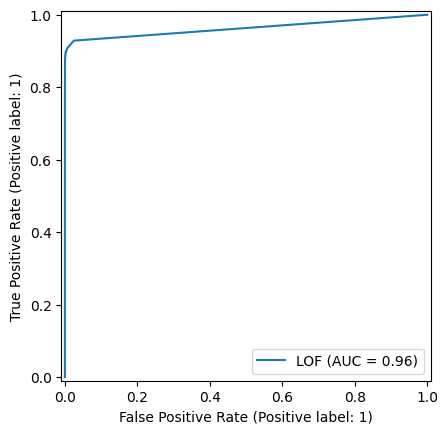 1.0
0.8
0.6
0.4
0.2
0.0
True Positive Rate (Positive label: 1)
LOF (AUC = 0.96)
0.0 0.2 0.4 0.6 0.8 1.0
False Positive Rate (Positive label: 1)